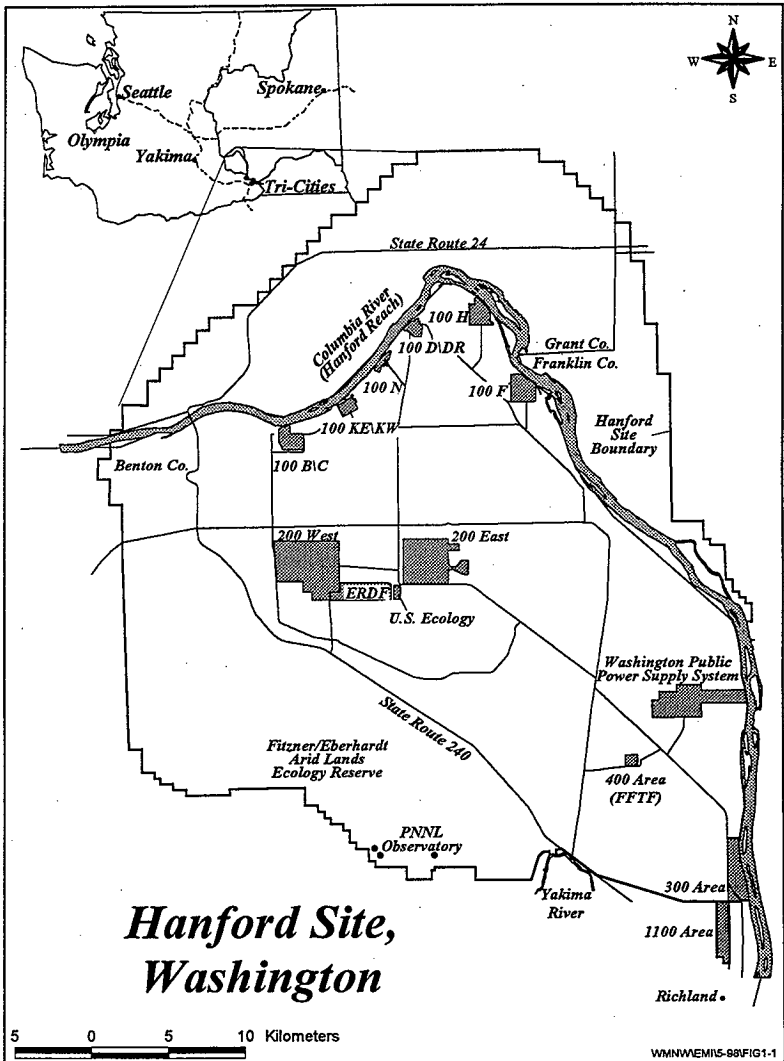 N
W E
S
Seattle
Spokane
Olympia
Yakima
Tri-Cities
State Route 24
Columbia River
(Hanford Reach)
100 H
100 D\DR
Grant Co.
Franklin Co.
100 N
100 F
100 KE\KW
Hanford
Site
Boundary
Benton Co.
100 B\C
200 West
200 East
ERDF
U.S. Ecology
Washington Public
Power Supply System
State Route 240
Fitzner/Eberhardt
Arid Lands
Ecology Reserve
400 Area
(FFTF)
PNNL
Observatory
300 Area
Yakima
River
1100 Area
Hanford Site,
Washington
Richland
5 0 5 10 Kilometers
WMNW\EMI\5-98\FIG1-1